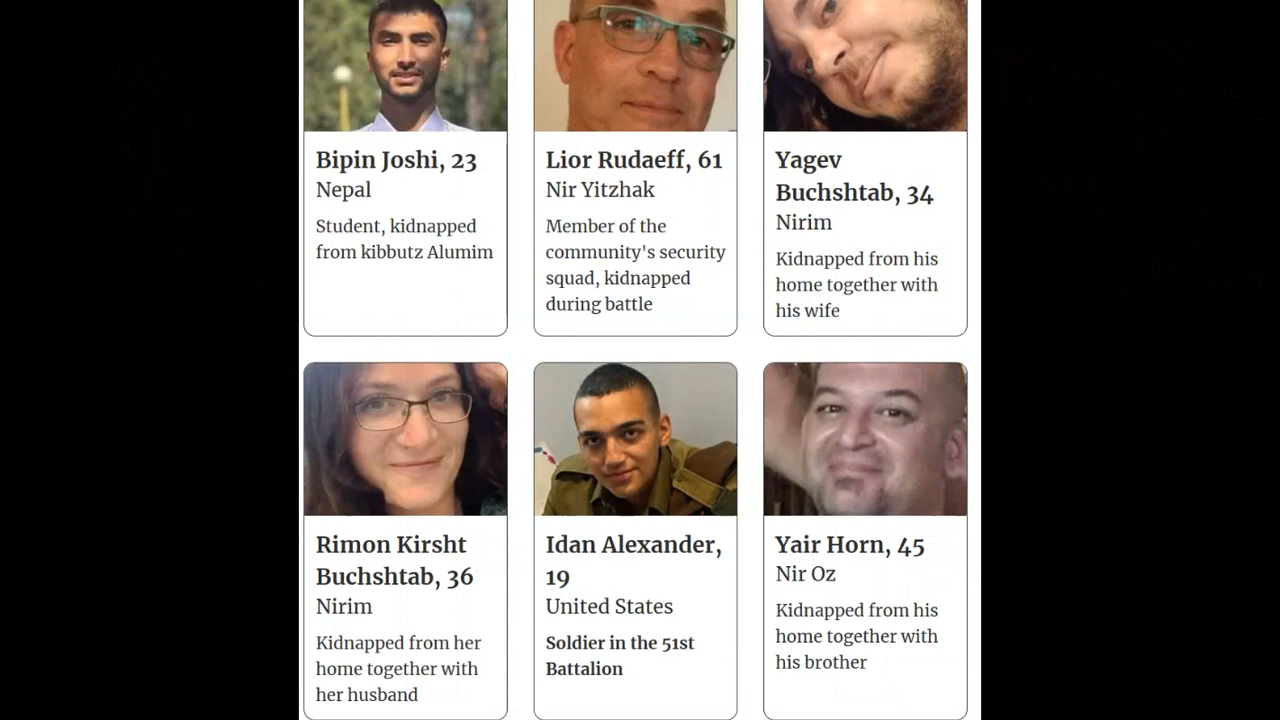 Bipin Joshi, 23
Nepal
Student, kidnapped
from kibbutz Alumim
Lior Rudaeff, 61
Nir Yitzhak
Member of the
community's security
squad, kidnapped
during battle
Yagev
Buchshtab, 34
Nirim
Kidnapped from his
home together with
his wife
Rimon Kirsht
Buchshtab, 36
Nirim
Kidnapped from her
home together with
her husband
Idan Alexander,
19
United States
Soldier in the 51st
Battalion
Yair Horn, 45
Nir Oz
Kidnapped from his
home together with
his brother